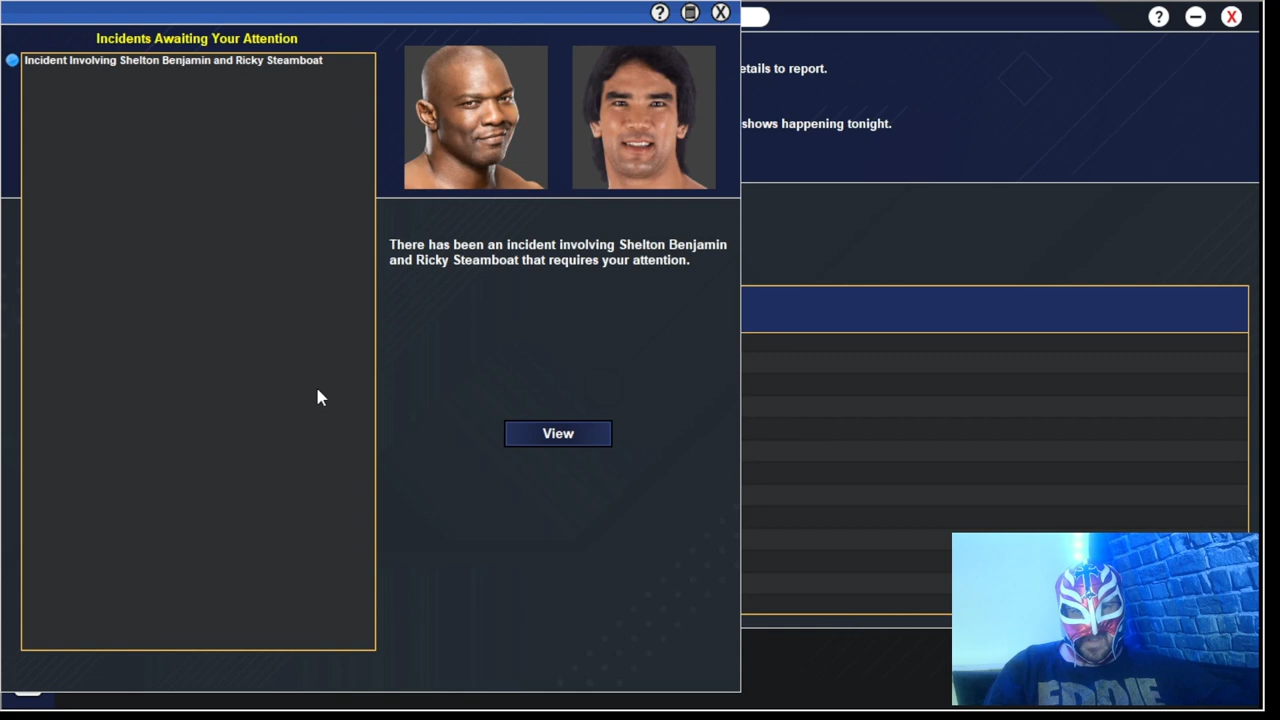 Incidents Awaiting Your Attention
Incident Involving Shelton Benjamin and Ricky Steamboat
There has been an incident involving Shelton Benjamin
and Ricky Steamboat that requires your attention.
View
? X
? X
etails to report.
shows happening tonight.
EDDIE